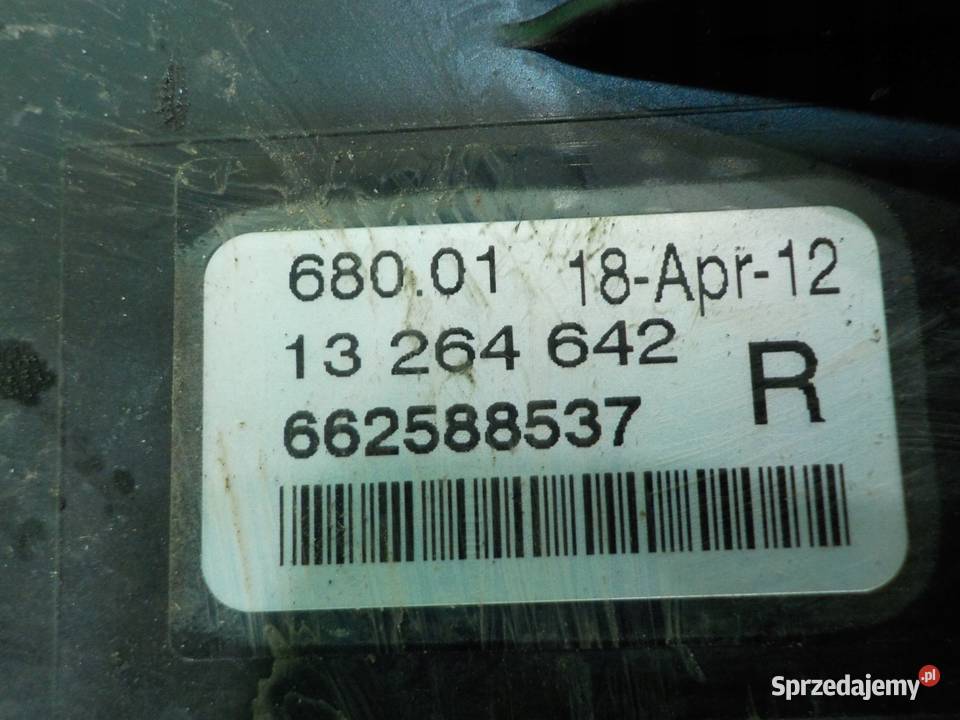 680.01 18-Apr-12
13 264 642
R
662588537
Sprzedajemy.pl